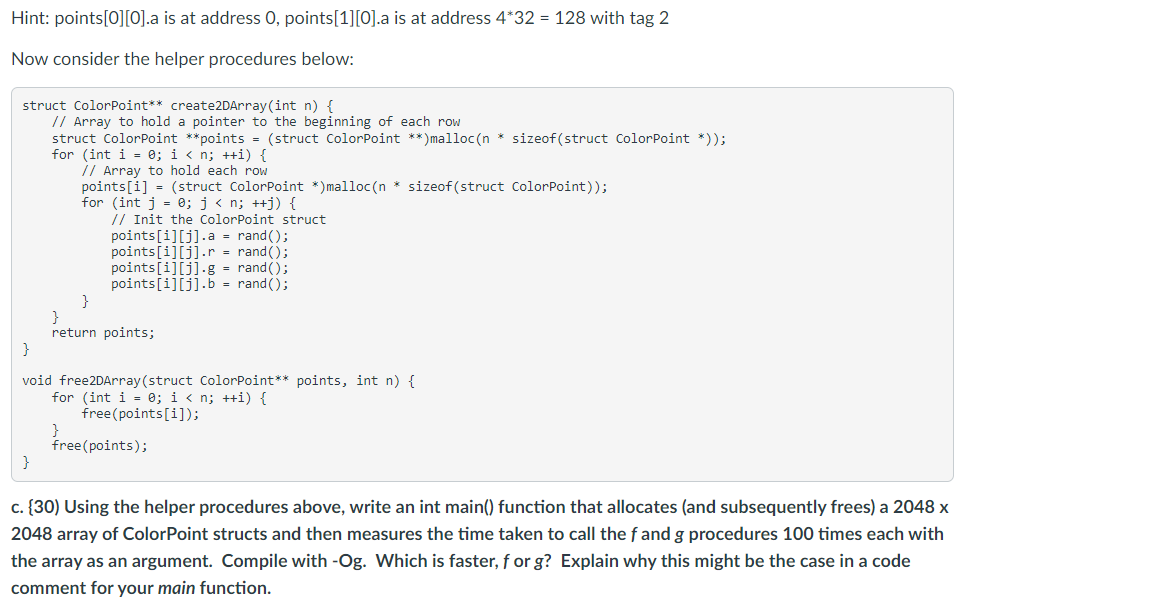 Hint: points[0][0].a is at address 0, points[1][0].a is at address 4*32 = 128 with tag 2
Now consider the helper procedures below:
struct ColorPoint** create2DArray(int n) {
    // Array to hold a pointer to the beginning of each row
    struct ColorPoint **points = (struct ColorPoint **)malloc(n * sizeof(struct ColorPoint *));
    for (int i = 0; i < n; ++i) {
        // Array to hold each row
        points[i] = (struct ColorPoint *)malloc(n * sizeof(struct ColorPoint));
        for (int j = 0; j < n; ++j) {
            // Init the ColorPoint struct
            points[i][j].a = rand();
            points[i][j].r = rand();
            points[i][j].g = rand();
            points[i][j].b = rand();
        }
    }
    return points;
}
void free2DArray(struct ColorPoint** points, int n) {
    for (int i = 0; i < n; ++i) {
        free(points[i]);
    }
    free(points);
}
c. {30) Using the helper procedures above, write an int main() function that allocates (and subsequently frees) a 2048 x
2048 array of ColorPoint structs and then measures the time taken to call the f and g procedures 100 times each with
the array as an argument. Compile with -Og. Which is faster, f or g? Explain why this might be the case in a code
comment for your main function.